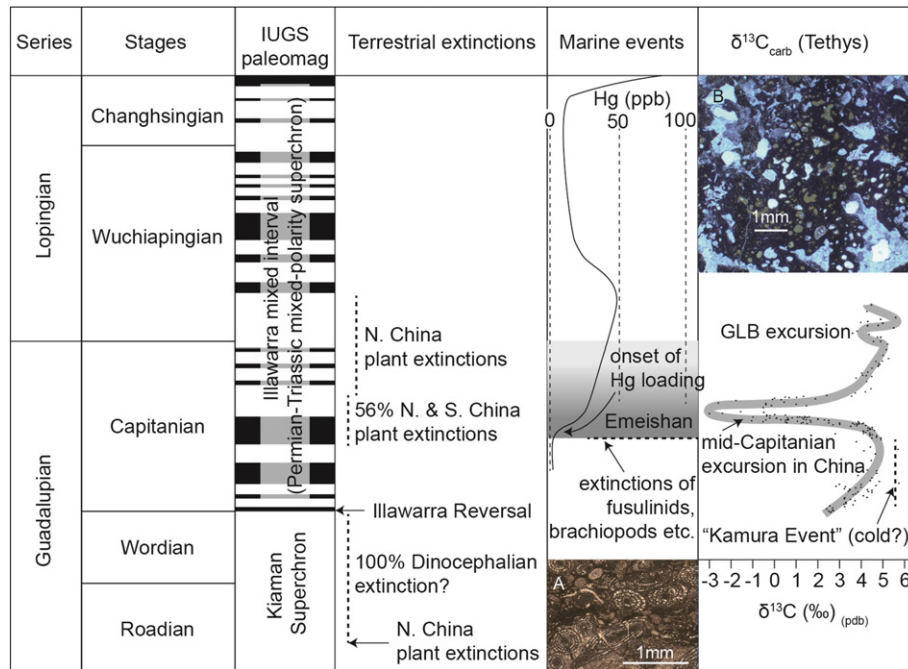 Series
Stages
IUGS
paleomag
Terrestrial extinctions
Marine events
δ¹³C carb (Tethys)
Lopingian
Guadalupian
Changhsingian
Wuchiapingian
Capitanian
Wordian
Roadian
Illawarra mixed interval
(Permian-Triassic mixed-polarity superchron)
Kiaman
Superchron
N. China
plant extinctions
56% N. & S. China
plant extinctions
Illawarra Reversal
100% Dinocephalian
extinction?
N. China
plant extinctions
Hg (ppb)
0 50 100
onset of
Hg loading
Emeishan
extinctions of
fusulinids,
brachiopods etc.
A
1mm
B
1mm
GLB excursion
mid-Capitanian
excursion in China
“Kamura Event” (cold?)
-3 -2 -1 0 1 2 3 4 5 6
δ¹³C (‰) (pdb)